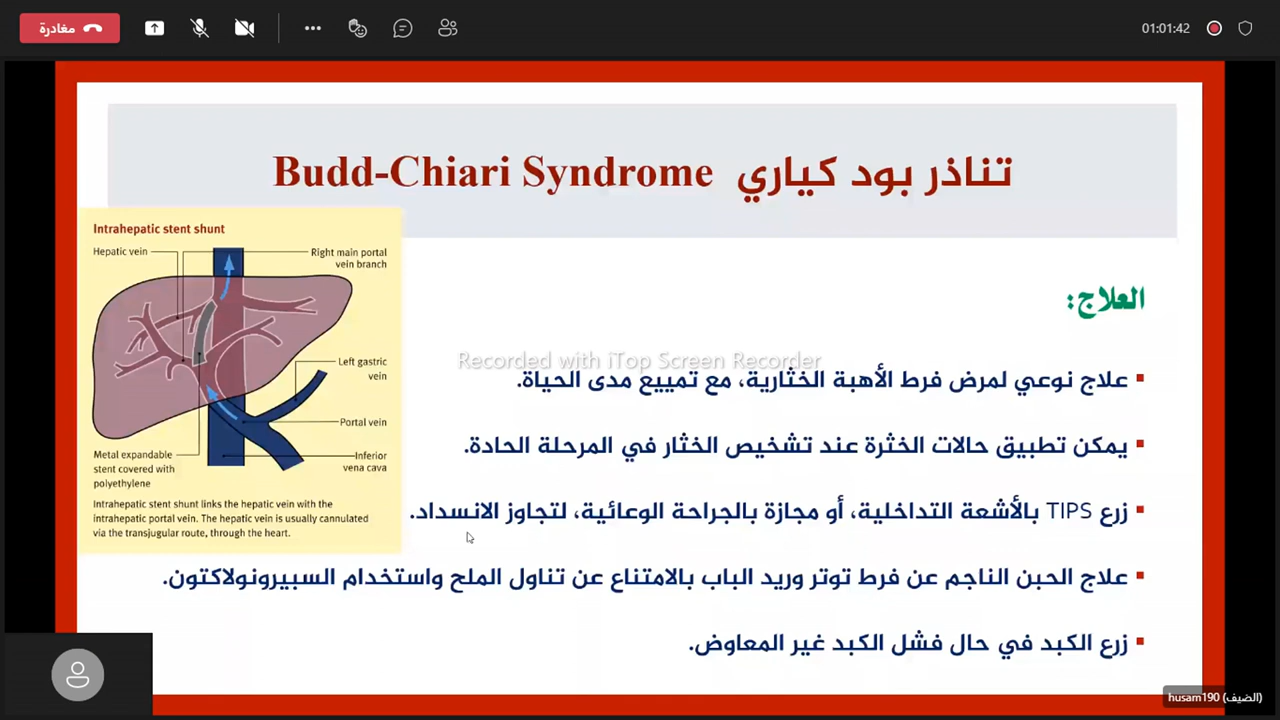 مغادرة
01:01:42
تناذر بود كياري Budd-Chiari Syndrome
Intrahepatic stent shunt
Hepatic vein
Right main portal
vein branch
Left gastric
vein
Portal vein
Inferior
vena cava
Metal expandable
stent covered with
polyethylene
Intrahepatic stent shunt links the hepatic vein with the
intrahepatic portal vein. The hepatic vein is usually cannulated
via the transjugular route, through the heart.
العلاج:
Recorded with iTop Screen Recorder
علاج نوعي لمرض فرط الأهبة الخثارية، مع تمييع مدى الحياة.
يمكن تطبيق حالات الخثرة عند تشخيص الخثار في المرحلة الحادة.
زرع TIPS بالأشعة التداخلية، أو مجازة بالجراحة الوعائية، لتجاوز الانسداد.
علاج الحبن الناجم عن فرط توتر وريد الباب بالامتناع عن تناول الملح واستخدام السبيرونولاكتون.
زرع الكبد في حال فشل الكبد غير المعاوض.
husam190 (الضيف)